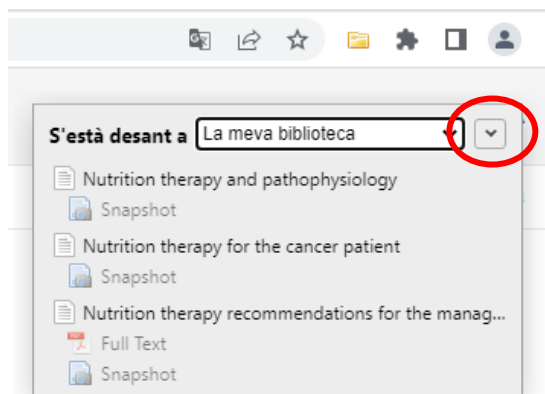 S'està desant a La meva biblioteca
Nutrition therapy and pathophysiology
Snapshot
Nutrition therapy for the cancer patient
Snapshot
Nutrition therapy recommendations for the manag...
Full Text
Snapshot